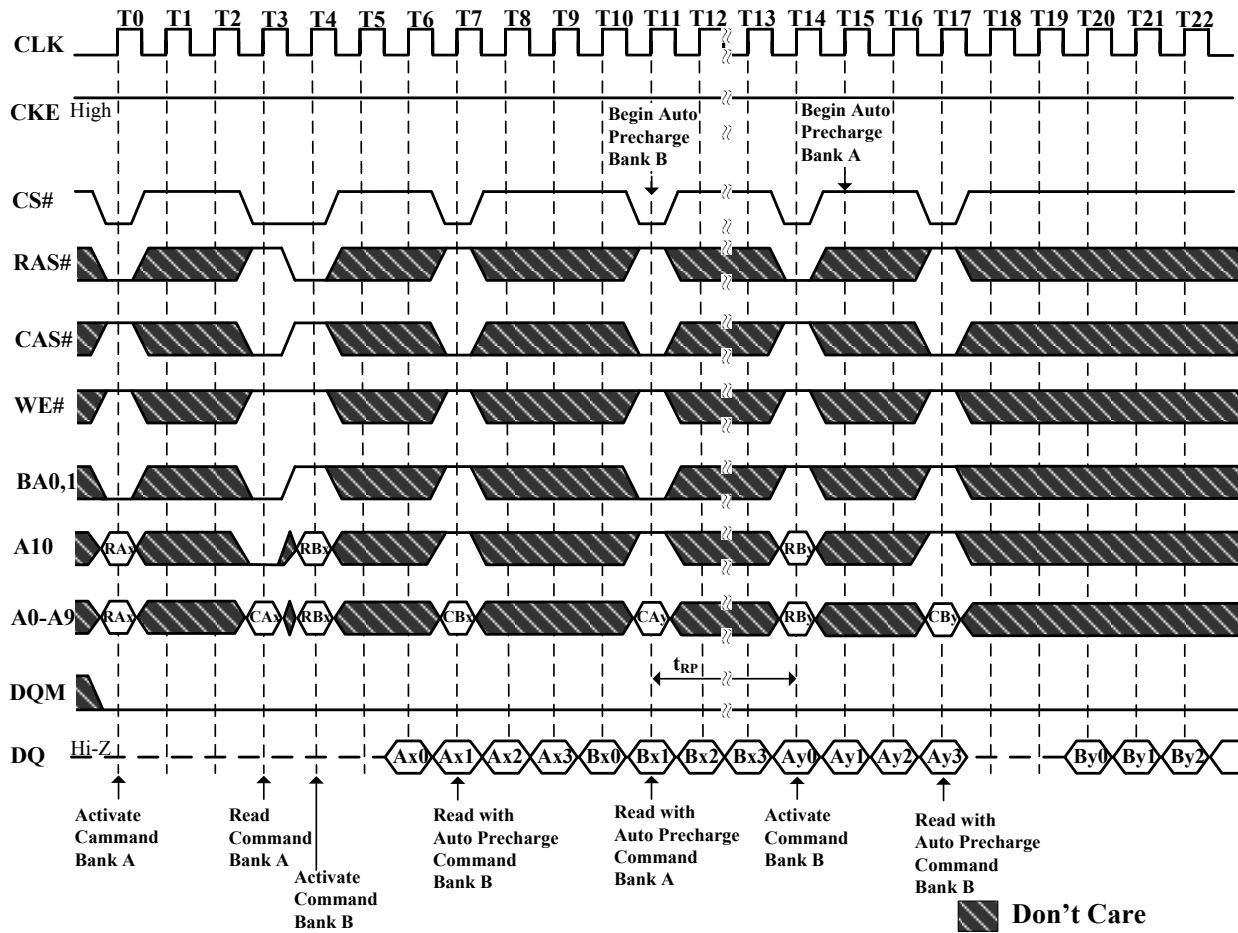 T0 T1 T2 T3 T4 T5 T6 T7 T8 T9 T10 T11 T12 T13 T14 T15 T16 T17 T18 T19 T20 T21 T22
CLK
CKE High
Begin Auto
Precharge
Bank B
Begin Auto
Precharge
Bank A
CS#
RAS#
CAS#
WE#
BA0,1
A10 RAx RBx RBy
A0-A9 RAx CAx RBx CBx CAy RBy CBy
tRP
DQM
DQ Hi-Z Ax0 Ax1 Ax2 Ax3 Bx0 Bx1 Bx2 Bx3 Ay0 Ay1 Ay2 Ay3 By0 By1 By2
Activate
Cammand
Bank A
Read
Command
Bank A
Activate
Command
Bank B
Read with
Auto Precharge
Command
Bank B
Read with
Auto Precharge
Command
Bank A
Activate
Command
Bank B
Read with
Auto Precharge
Command
Bank B
Don't Care